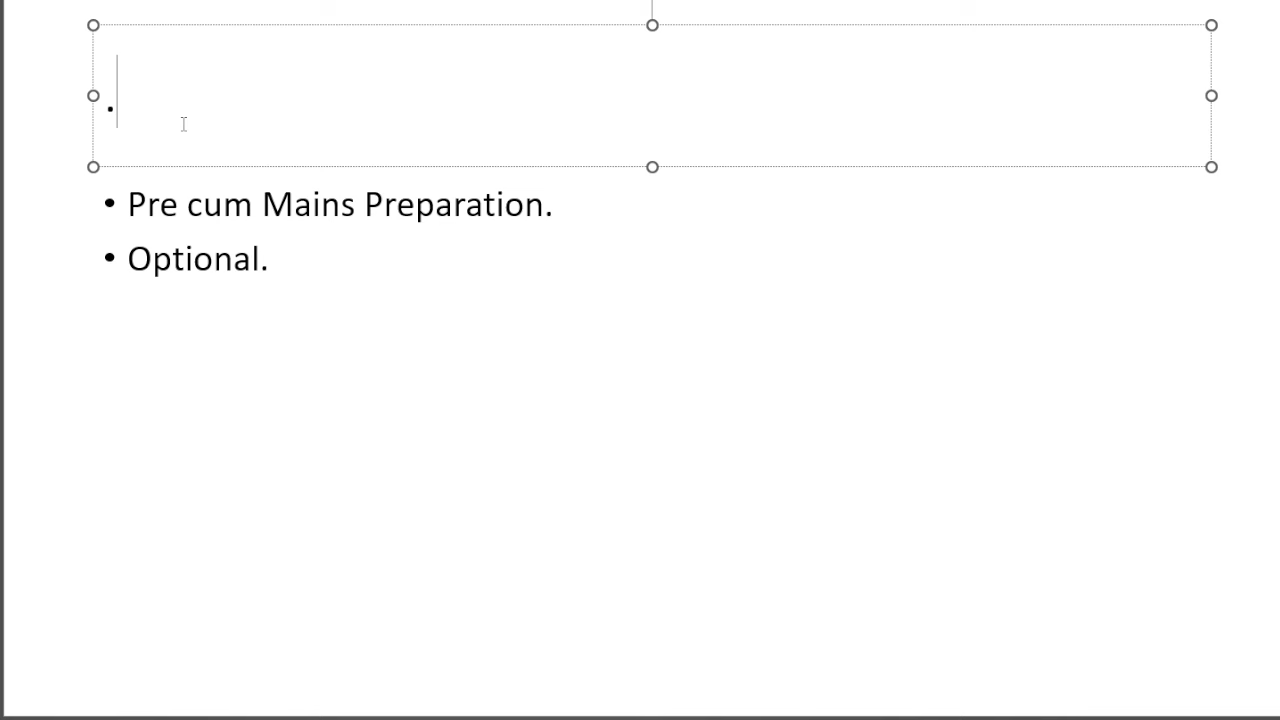 .
• Pre cum Mains Preparation.
• Optional.